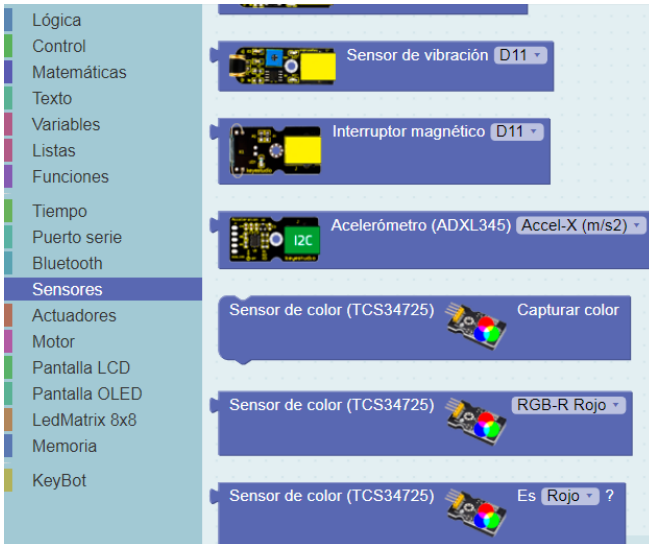 Lógica
Control
Matemáticas
Texto
Variables
Listas
Funciones
Tiempo
Puerto serie
Bluetooth
Sensores
Actuadores
Motor
Pantalla LCD
Pantalla OLED
LedMatrix 8x8
Memoria
KeyBot
Sensor de vibración D11
Interruptor magnético D11
keyestudio
I2C
Acelerómetro (ADXL345) Accel-X (m/s2)
Sensor de color (TCS34725) Capturar color
Sensor de color (TCS34725) RGB-R Rojo
Sensor de color (TCS34725) Es Rojo ?